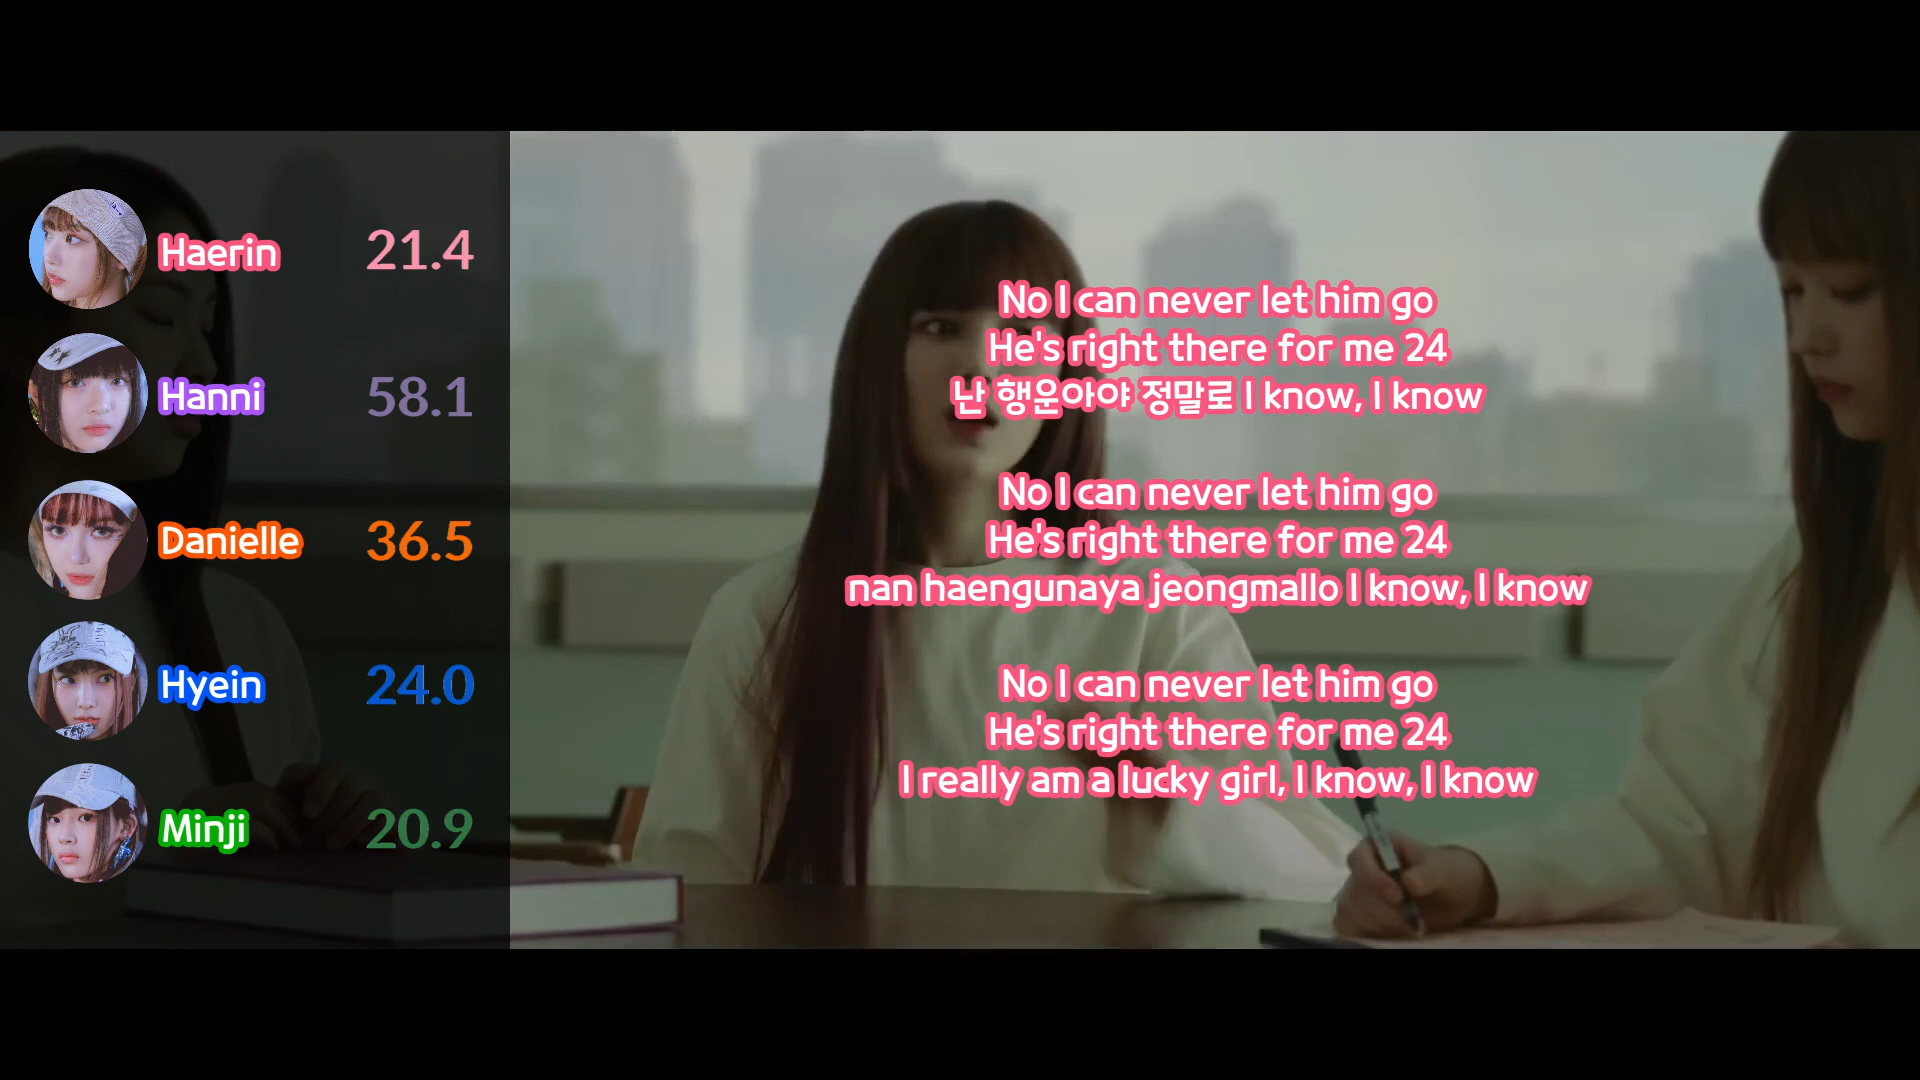 Haerin 21.4
Hanni 58.1
Danielle 36.5
Hyein 24.0
Minji 20.9
No I can never let him go
He's right there for me 24
난 행운아야 정말로 I know, I know
No I can never let him go
He's right there for me 24
nan haengunaya jeongmallo I know, I know
No I can never let him go
He's right there for me 24
I really am a lucky girl, I know, I know